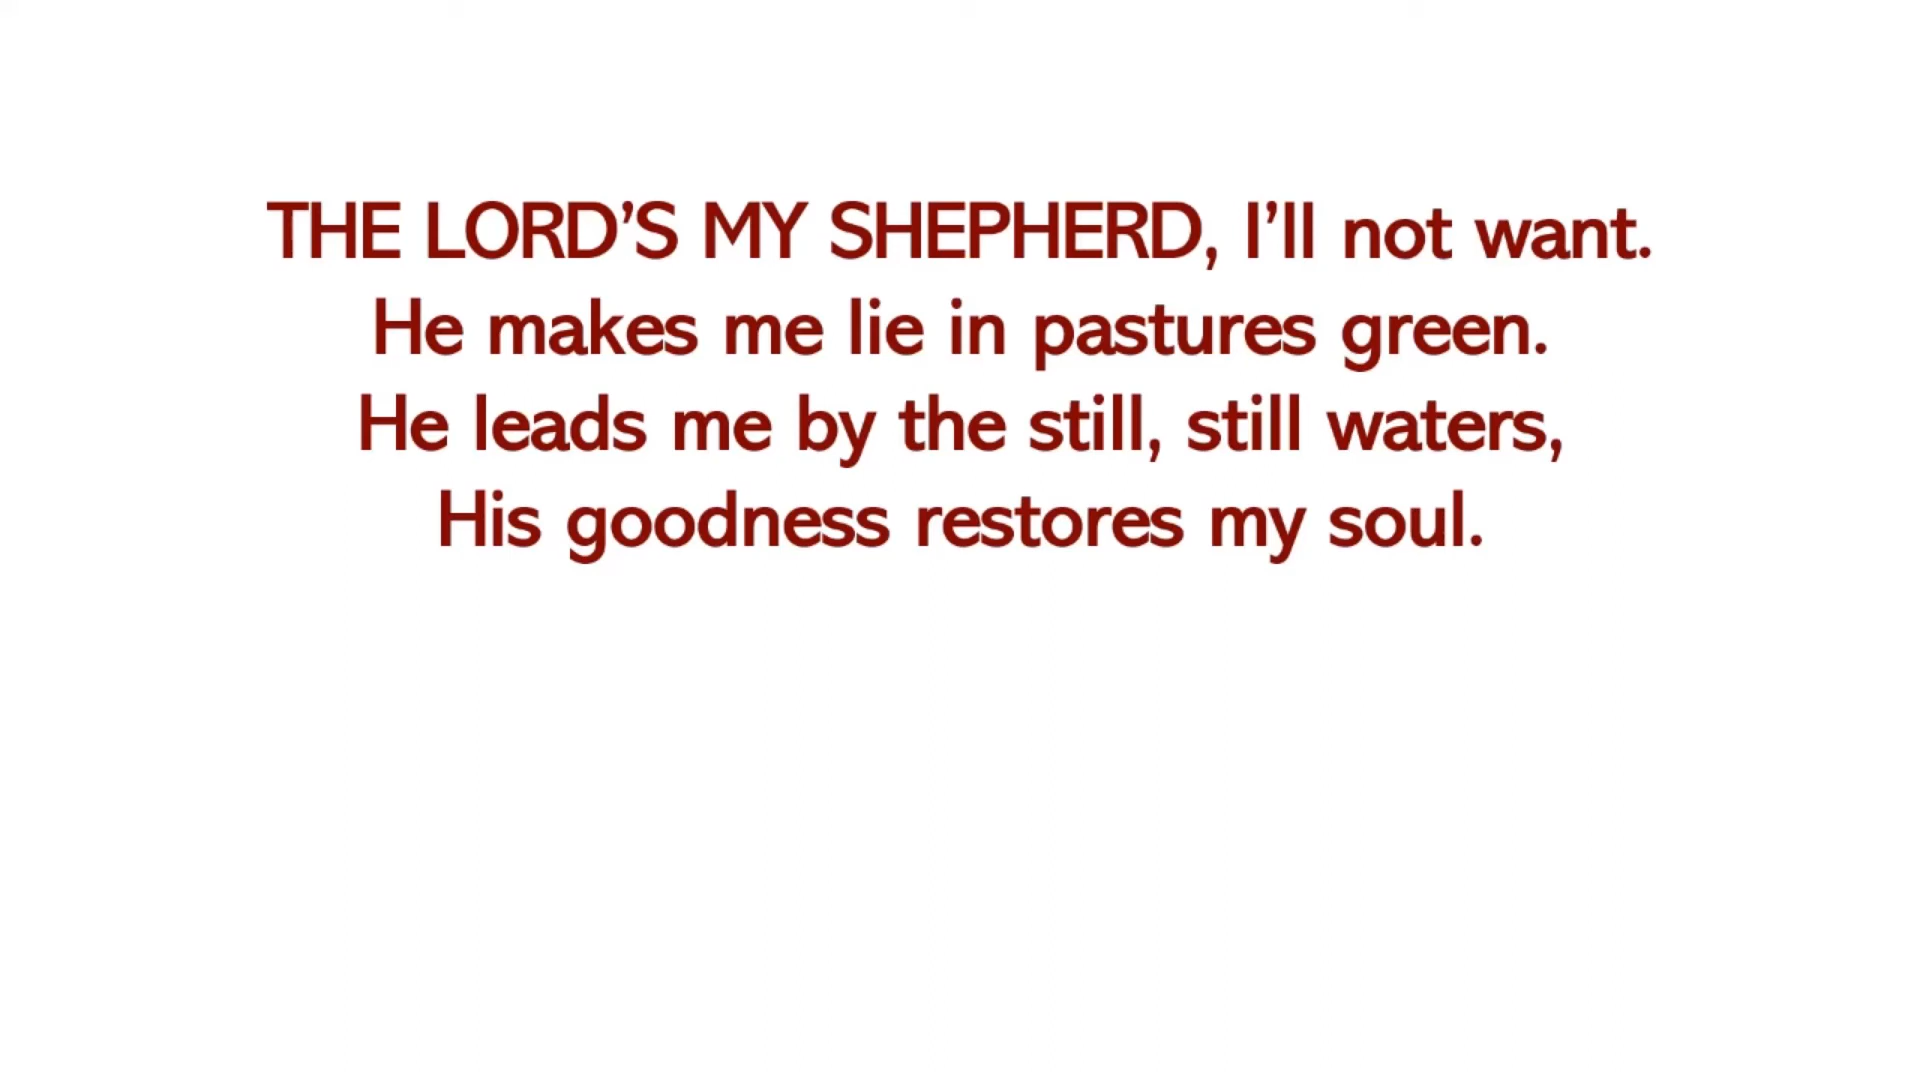 THE LORD’S MY SHEPHERD, I’ll not want.
He makes me lie in pastures green.
He leads me by the still, still waters,
His goodness restores my soul.